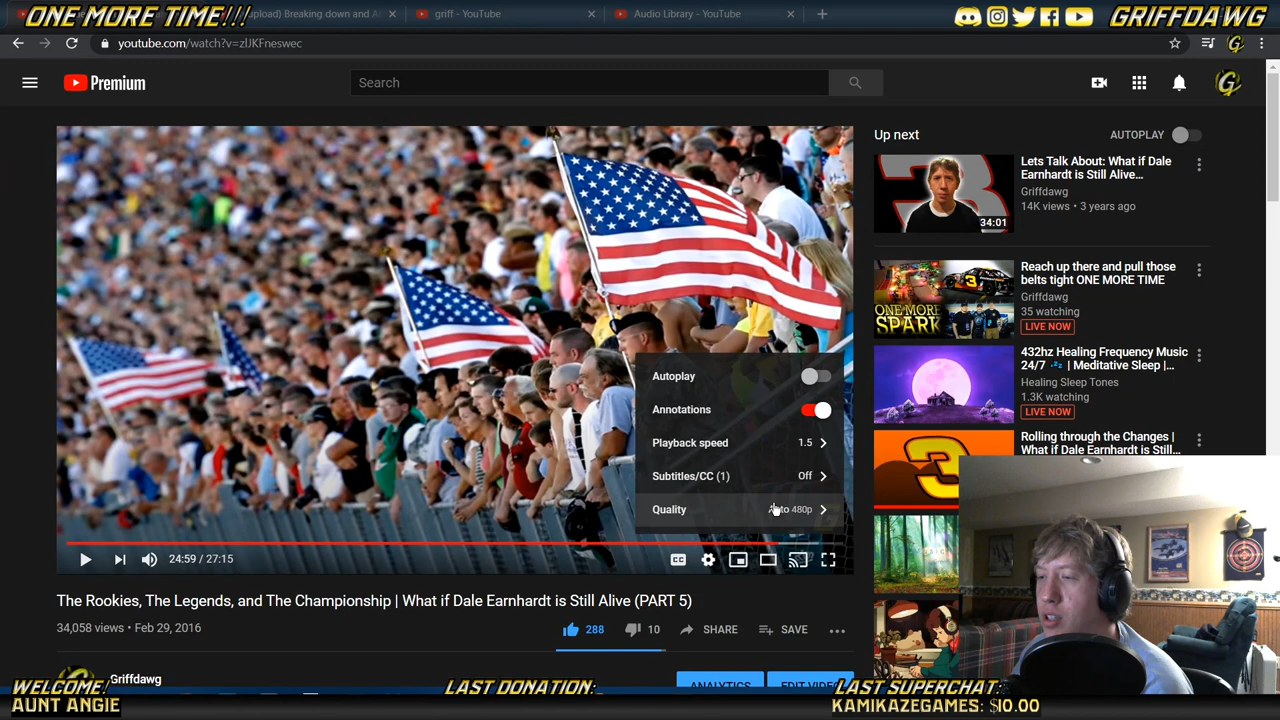 ONE MORE TIME!!!
upload) Breaking down and A
griff - YouTube
Audio Library - YouTube
GRIFFDAWG
youtube.com/watch?v=zlJKFneswec
Premium
Search
Up next
AUTOPLAY
Lets Talk About: What if Dale
Earnhardt is Still Alive...
Griffdawg
14K views • 3 years ago
34:01
Reach up there and pull those
belts tight ONE MORE TIME
Griffdawg
35 watching
LIVE NOW
ONE MORE
SPARK
432hz Healing Frequency Music
24/7 💤 | Meditative Sleep |...
Healing Sleep Tones
1.3K watching
LIVE NOW
Rolling through the Changes |
What if Dale Earnhardt is Still...
Autoplay
Annotations
Playback speed 1.5
Subtitles/CC (1) Off
Quality Auto 480p
24:59 / 27:15
The Rookies, The Legends, and The Championship | What if Dale Earnhardt is Still Alive (PART 5)
34,058 views • Feb 29, 2016
288 10 SHARE SAVE
Griffdawg
ANALYTICS EDIT VIDEO
WELCOME!
AUNT ANGIE
LAST DONATION:
LAST SUPERCHAT:
KAMIKAZEGAMES: $10.00